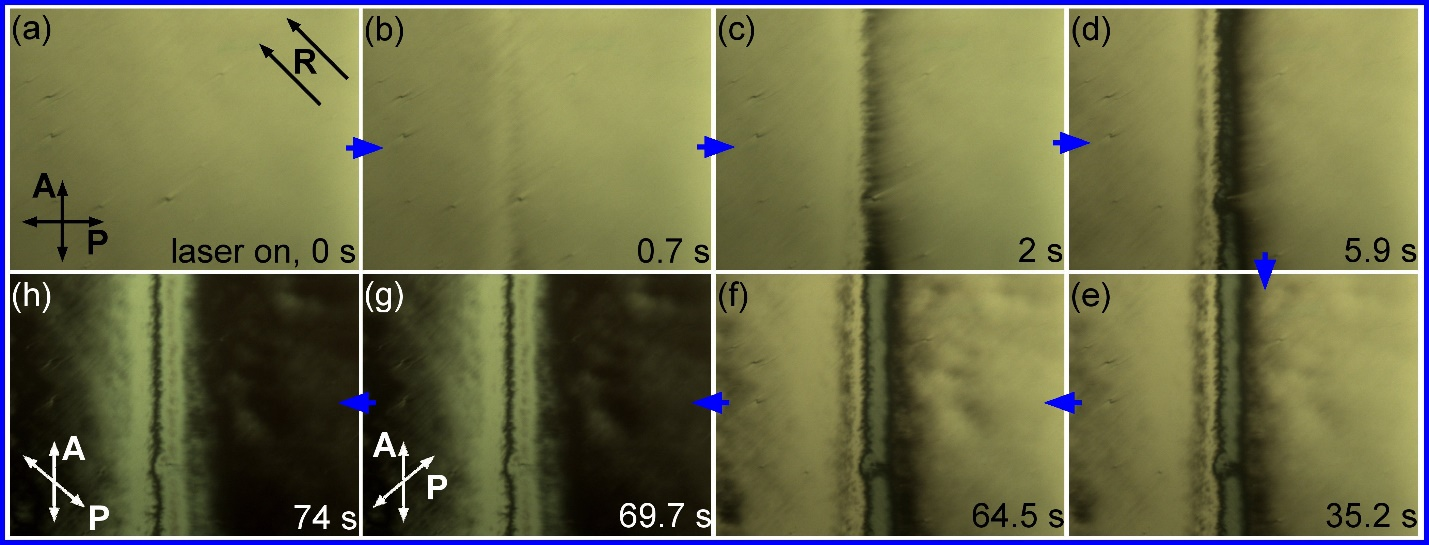 (a)
R
A
P
laser on, 0 s
(b)
0.7 s
(c)
2 s
(d)
5.9 s
(h)
A
P
74 s
(g)
A
P
69.7 s
(f)
64.5 s
(e)
35.2 s